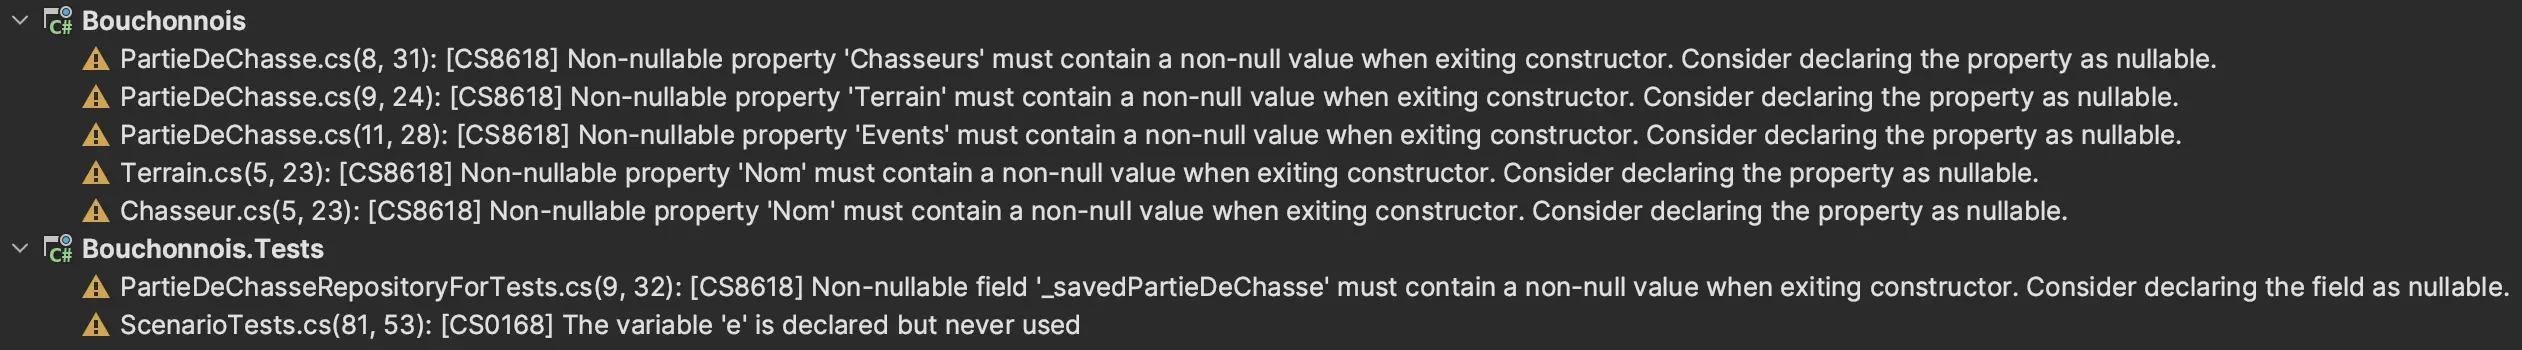 C# Bouchonnois
PartieDeChasse.cs(8, 31): [CS8618] Non-nullable property 'Chasseurs' must contain a non-null value when exiting constructor. Consider declaring the property as nullable.
PartieDeChasse.cs(9, 24): [CS8618] Non-nullable property 'Terrain' must contain a non-null value when exiting constructor. Consider declaring the property as nullable.
PartieDeChasse.cs(11, 28): [CS8618] Non-nullable property 'Events' must contain a non-null value when exiting constructor. Consider declaring the property as nullable.
Terrain.cs(5, 23): [CS8618] Non-nullable property 'Nom' must contain a non-null value when exiting constructor. Consider declaring the property as nullable.
Chasseur.cs(5, 23): [CS8618] Non-nullable property 'Nom' must contain a non-null value when exiting constructor. Consider declaring the property as nullable.
C# Bouchonnois.Tests
PartieDeChasseRepositoryForTests.cs(9, 32): [CS8618] Non-nullable field '_savedPartieDeChasse' must contain a non-null value when exiting constructor. Consider declaring the field as nullable.
ScenarioTests.cs(81, 53): [CS0168] The variable 'e' is declared but never used